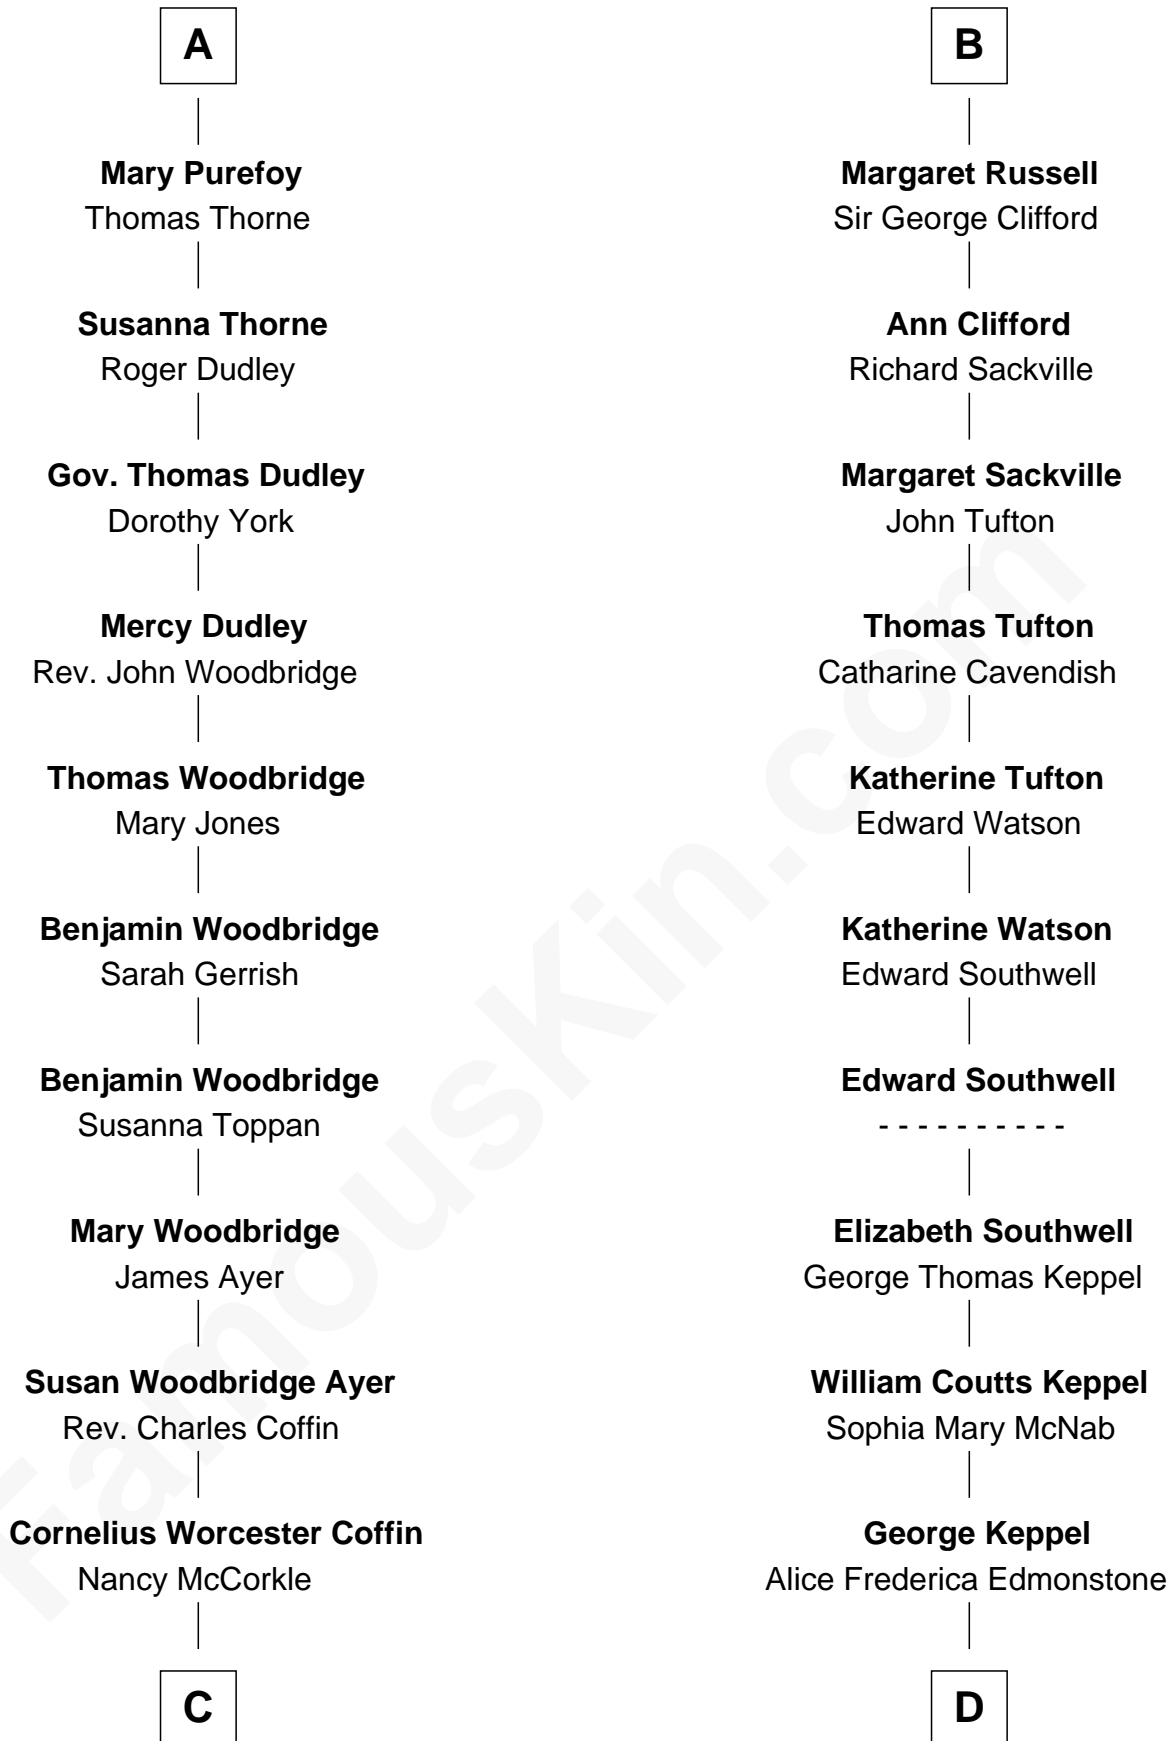 A
Mary Purefoy
Thomas Thorne
Susanna Thorne
Roger Dudley
Gov. Thomas Dudley
Dorothy York
Mercy Dudley
Rev. John Woodbridge
Thomas Woodbridge
Mary Jones
Benjamin Woodbridge
Sarah Gerrish
Benjamin Woodbridge
Susanna Toppan
Mary Woodbridge
James Ayer
Susan Woodbridge Ayer
Rev. Charles Coffin
Cornelius Worcester Coffin
Nancy McCorkle
C
B
Margaret Russell
Sir George Clifford
Ann Clifford
Richard Sackville
Margaret Sackville
John Tufton
Thomas Tufton
Catharine Cavendish
Katherine Tufton
Edward Watson
Katherine Watson
Edward Southwell
Edward Southwell
- - - - - - - - - -
Elizabeth Southwell
George Thomas Keppel
William Coutts Keppel
Sophia Mary McNab
George Keppel
Alice Frederica Edmonstone
D
FamousKin.com